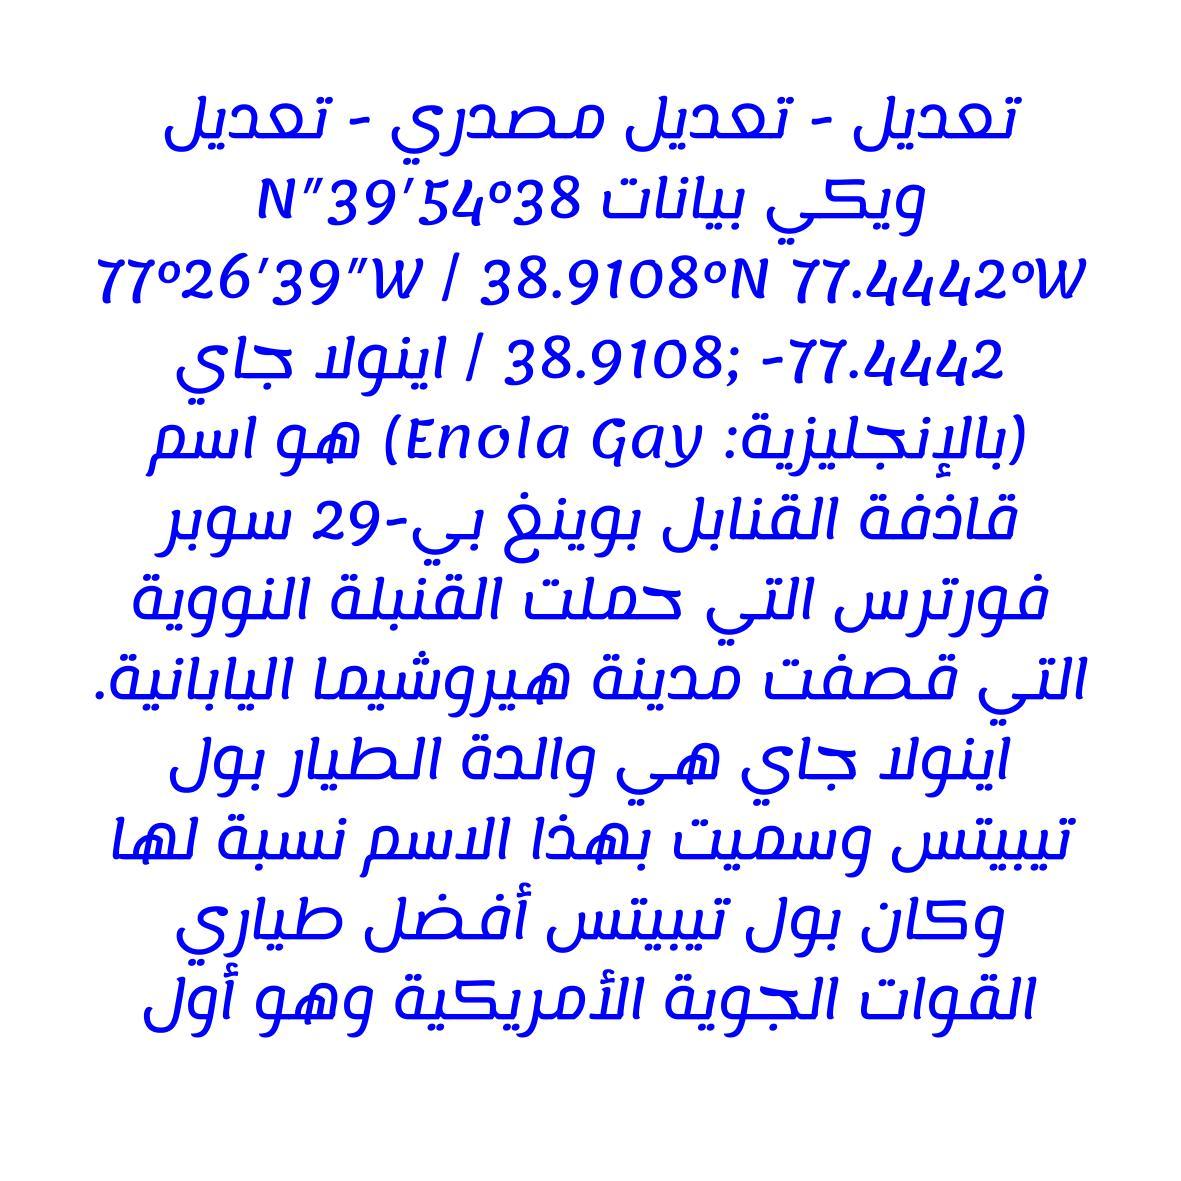 تعديل - تعديل مصدري - تعديل
ويكي بيانات 38°54′39″N
77°26′39″W / 38.9108°N 77.4442°W
/ 38.9108; -77.4442 اينولا جاي
(بالإنجليزية: Enola Gay) هو اسم
قاذفة القنابل بوينغ بي-29 سوبر
فورترس التي حملت القنبلة النووية
التي قصفت مدينة هيروشيما اليابانية.
اينولا جاي هي والدة الطيار بول
تيبيتس وسميت بهذا الاسم نسبة لها
وكان بول تيبيتس أفضل طياري
القوات الجوية الأمريكية وهو أول